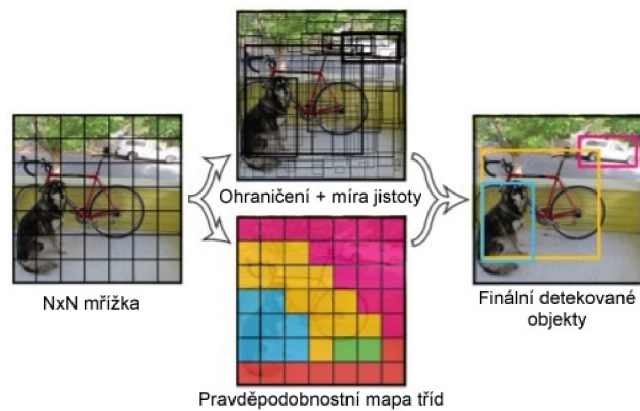 Ohraničení + míra jistoty
NxN mřížka
Finální detekované
objekty
Pravděpodobnostní mapa tříd